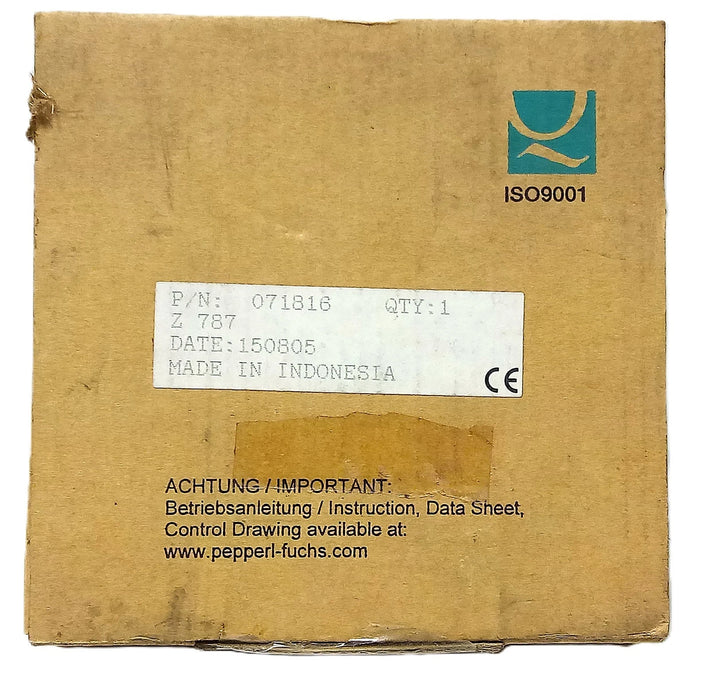 ISO9001
P/N: 071816 QTY:1
Z 787
DATE:150805
MADE IN INDONESIA
CE
ACHTUNG / IMPORTANT:
Betriebsanleitung / Instruction, Data Sheet,
Control Drawing available at:
www.pepperl-fuchs.com